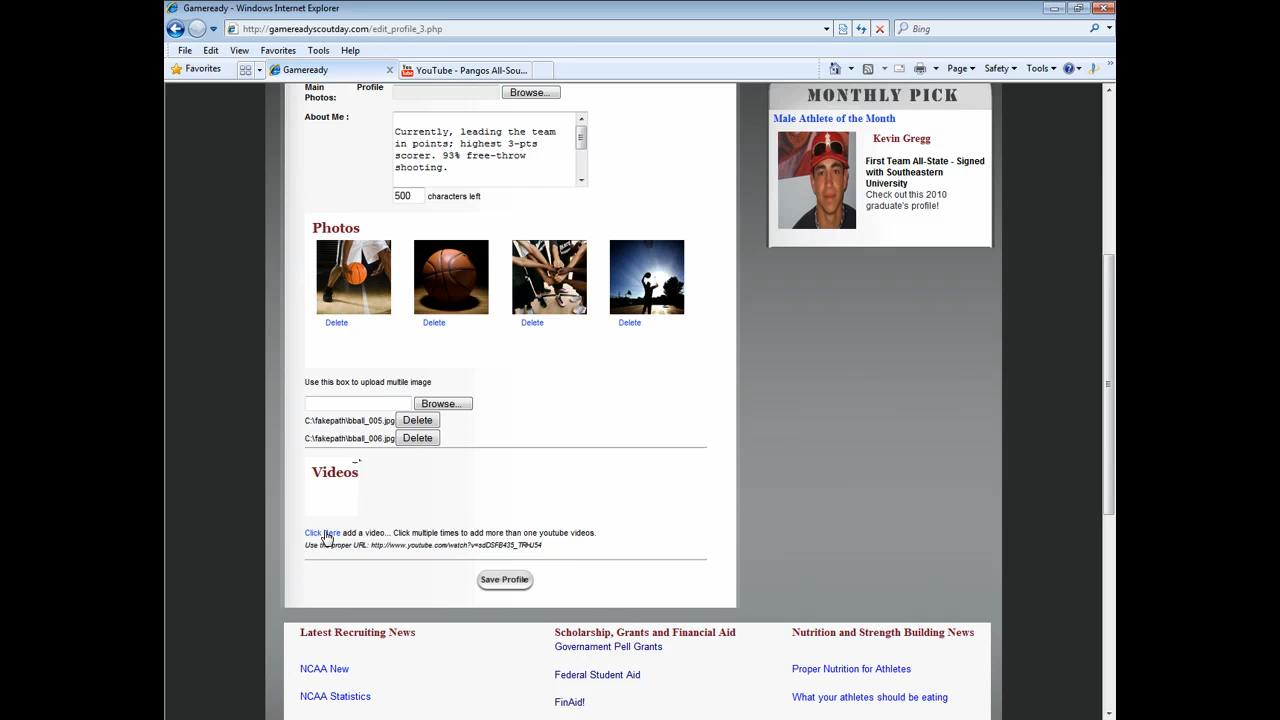 Gameready - Windows Internet Explorer
http://gamereadyscoutday.com/edit_profile_3.php
Bing
File Edit View Favorites Tools Help
Favorites
Gameready
YouTube - Pangos All-Sou...
Page Safety Tools
Main Profile
Photos:
Browse...
About Me :
Currently, leading the team
in points; highest 3-pts
scorer. 93% free-throw
shooting.
500 characters left
Photos
Delete Delete Delete Delete
Use this box to upload multile image
Browse...
C:\fakepath\bball_005.jpg Delete
C:\fakepath\bball_006.jpg Delete
Videos
Click here add a video... Click multiple times to add more than one youtube videos.
Use the proper URL: http://www.youtube.com/watch?v=sdDSFB435_TRHJ54
Save Profile
MONTHLY PICK
Male Athlete of the Month
Kevin Gregg
First Team All-State - Signed
with Southeastern
University
Check out this 2010
graduate's profile!
Latest Recruiting News
NCAA New
NCAA Statistics
Scholarship, Grants and Financial Aid
Governament Pell Grants
Federal Student Aid
FinAid!
Nutrition and Strength Building News
Proper Nutrition for Athletes
What your athletes should be eating